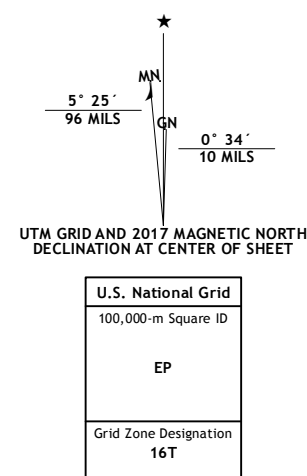 ★
MN
5° 25´
96 MILS
GN
0° 34´
10 MILS
UTM GRID AND 2017 MAGNETIC NORTH
DECLINATION AT CENTER OF SHEET
U.S. National Grid
100,000-m Square ID
EP
Grid Zone Designation
16T